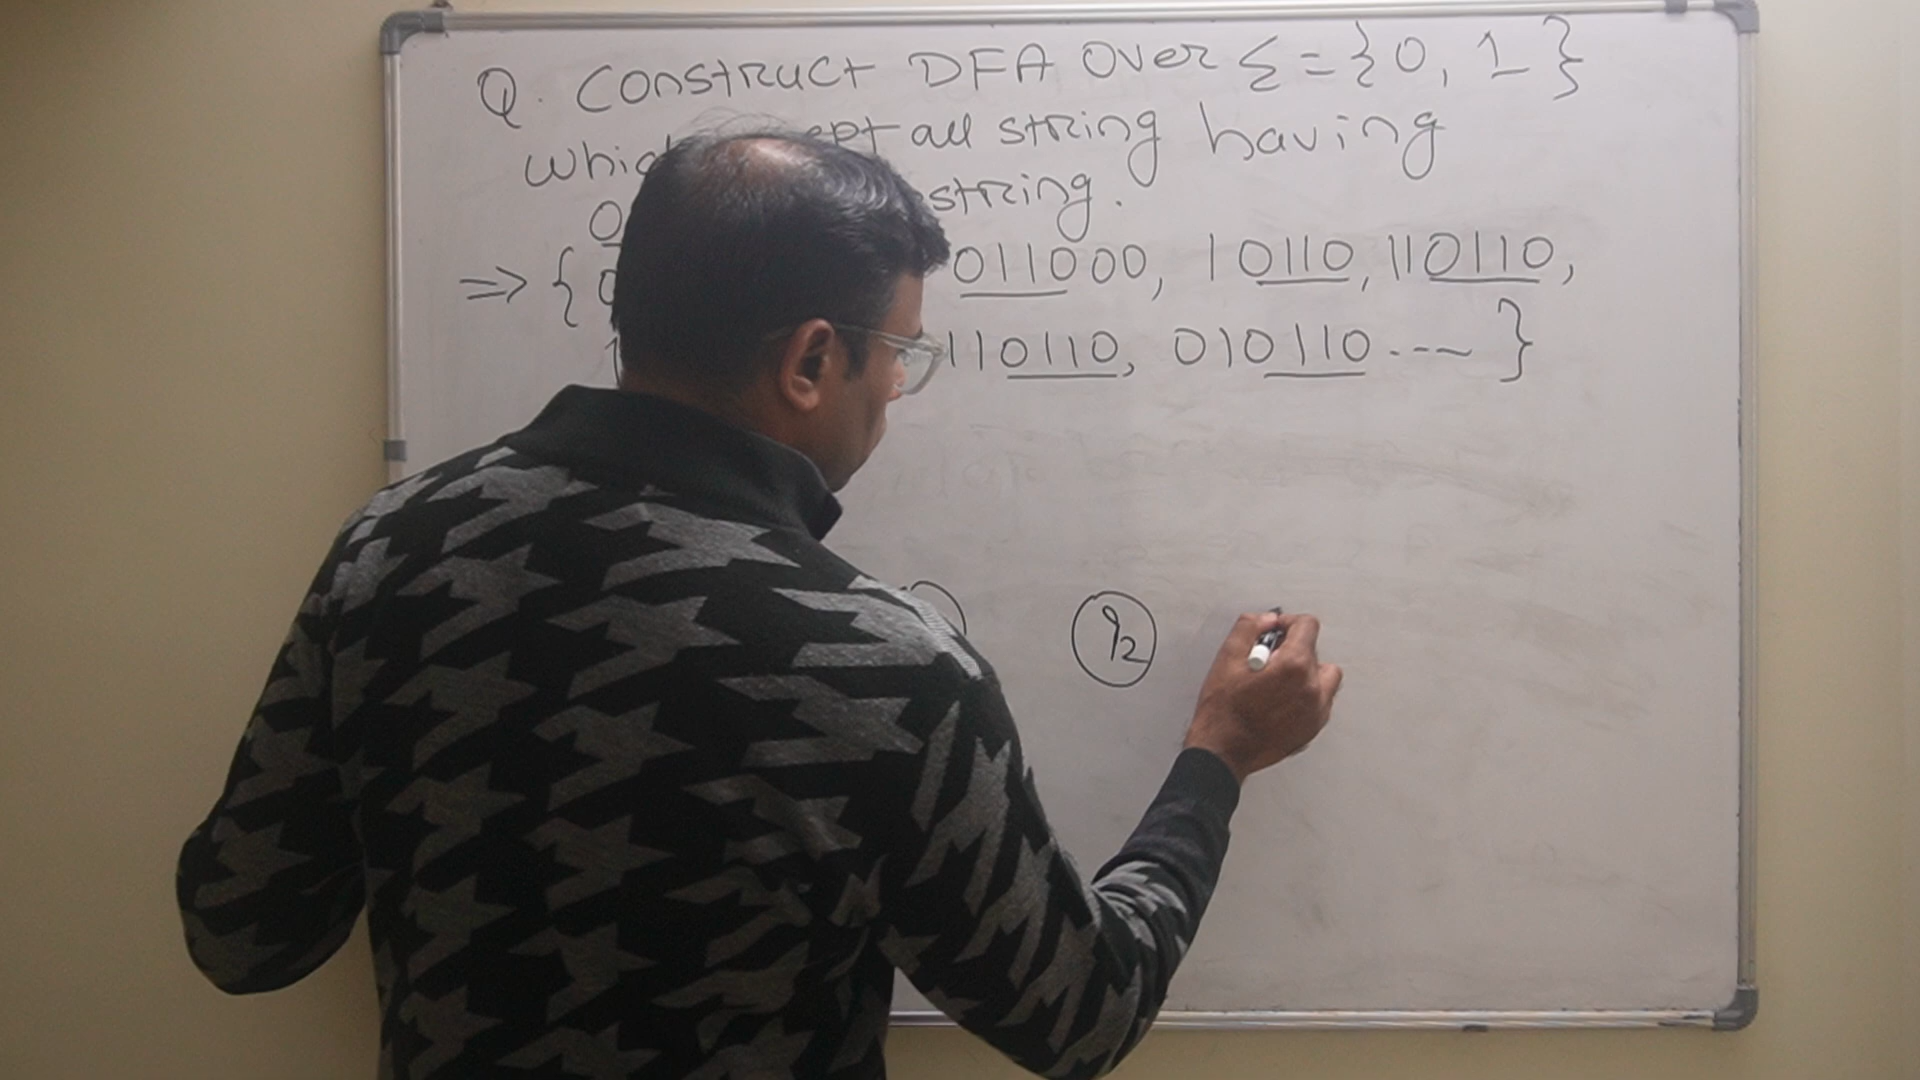 Q. Construct DFA over Σ = {0, 1}
all string having
string.
⇒ { 011000, 10110, 110110,
110110, 010110 ---- }
q2